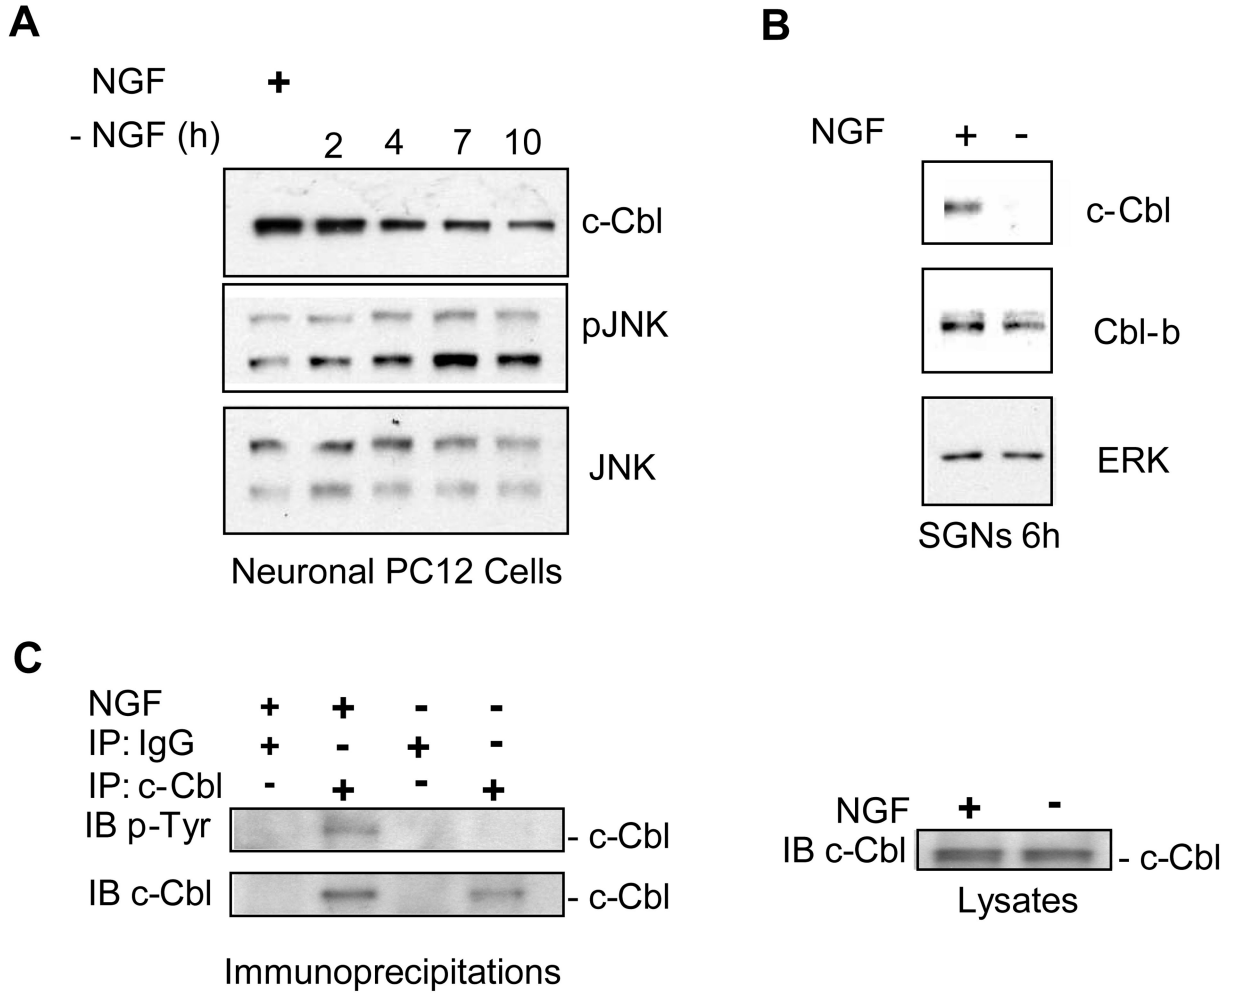 A
NGF +
- NGF (h) 2 4 7 10
c-Cbl
pJNK
JNK
Neuronal PC12 Cells
B
NGF + -
c-Cbl
Cbl-b
ERK
SGNs 6h
C
NGF + + - -
IP: IgG + - + -
IP: c-Cbl - + - +
IB p-Tyr - c-Cbl
IB c-Cbl - c-Cbl
Immunoprecipitations
NGF + -
IB c-Cbl - c-Cbl
Lysates